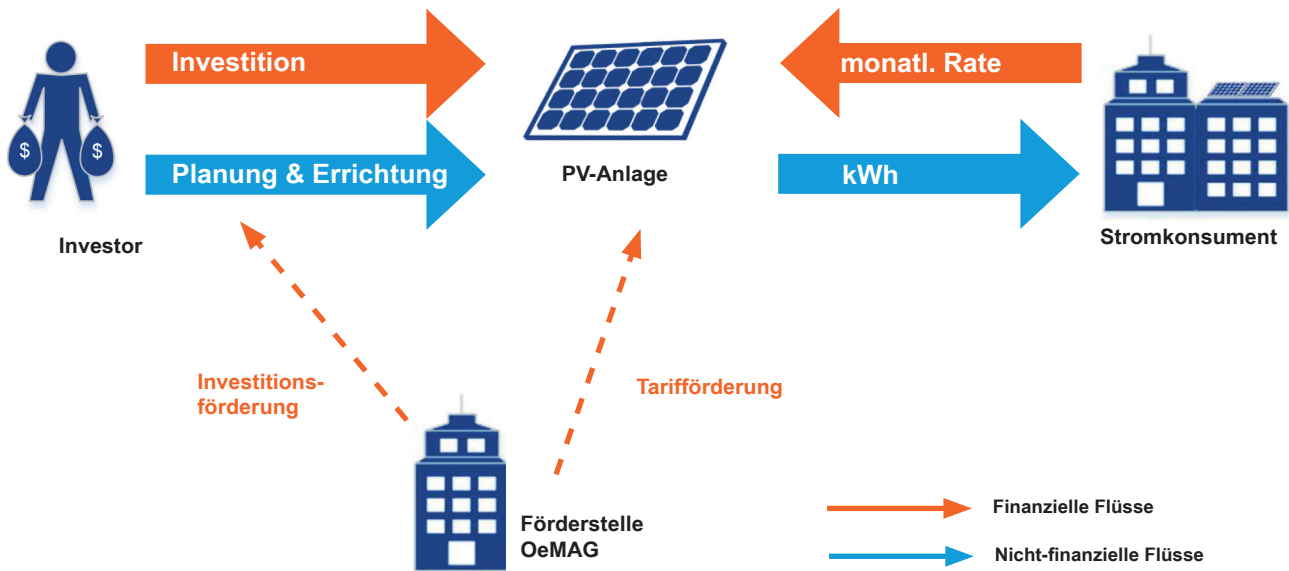 Investition
monatl. Rate
$ $
Planung & Errichtung
PV-Anlage
kWh
Investor
Stromkonsument
Investitions-
förderung
Tarifförderung
Förderstelle
OeMAG
Finanzielle Flüsse
Nicht-finanzielle Flüsse